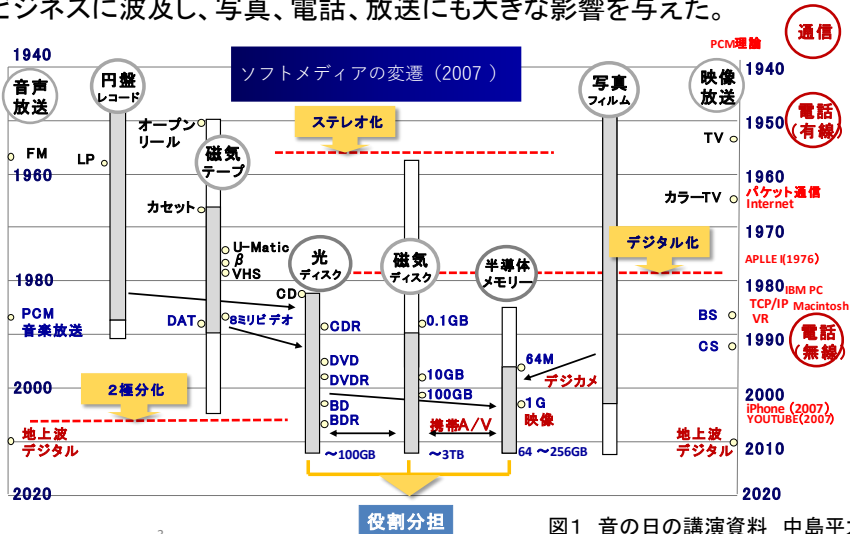 ビジネスに波及し、写真、電話、放送にも大きな影響を与えた。
PCM理論
通信
1940
1940
音声
放送
円盤
レコード
ソフトメディアの変遷（2007 ）
写真
フィルム
映像
放送
電話
(有線)
オープン
リール
ステレオ化
1950
TV
FM
LP
磁気
テープ
1960
1960
パケット通信
Internet
カセット
カラーTV
1970
デジタル化
U-Matic
β
VHS
光
ディスク
磁気
ディスク
半導体
メモリー
APLLE I(1976)
1980
1980
IBM PC
CD
TCP/IP
Macintosh
VR
PCM
音楽放送
DAT
8ミリビデオ
CDR
0.1GB
BS
電話
(無線)
1990
CS
DVD
64M
DVDR
10GB
デジカメ
2極分化
2000
100GB
2000
BD
1G
iPhone (2007)
BDR
携帯A/V
映像
YOUTUBE(2007)
地上波
デジタル
地上波
デジタル
2010
～100GB
～3TB
64 ～256GB
2020
2020
役割分担
図1 音の日の講演資料 中島平